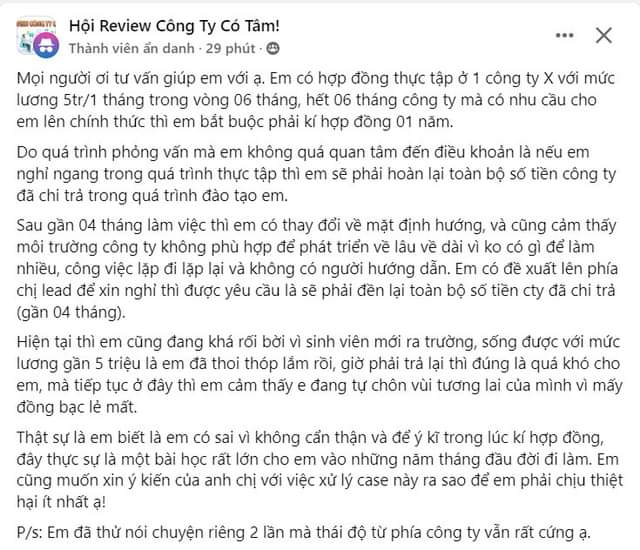 Hội Review Công Ty Có Tâm!
Thành viên ẩn danh · 29 phút ·
Mọi người ơi tư vấn giúp em với ạ. Em có hợp đồng thực tập ở 1 công ty X với mức
lương 5tr/1 tháng trong vòng 06 tháng, hết 06 tháng công ty mà có nhu cầu cho
em lên chính thức thì em bắt buộc phải kí hợp đồng 01 năm.
Do quá trình phỏng vấn mà em không quá quan tâm đến điều khoản là nếu em
nghỉ ngang trong quá trình thực tập thì em sẽ phải hoàn lại toàn bộ số tiền công ty
đã chi trả trong quá trình đào tạo em.
Sau gần 04 tháng làm việc thì em có thay đổi về mặt định hướng, và cũng cảm thấy
môi trường công ty không phù hợp để phát triển về lâu về dài vì ko có gì để làm
nhiều, công việc lặp đi lặp lại và không có người hướng dẫn. Em có đề xuất lên phía
chị lead để xin nghỉ thì được yêu cầu là sẽ phải đền lại toàn bộ số tiền cty đã chi trả
(gần 04 tháng).
Hiện tại thì em cũng đang khá rối bời vì sinh viên mới ra trường, sống được với mức
lương gần 5 triệu là em đã thoi thóp lắm rồi, giờ phải trả lại thì đúng là quá khó cho
em, mà tiếp tục ở đây thì em cảm thấy e đang tự chôn vùi tương lai của mình vì mấy
đồng bạc lẻ mất.
Thật sự là em biết là em có sai vì không cẩn thận và để ý kĩ trong lúc kí hợp đồng,
đây thực sự là một bài học rất lớn cho em vào những năm tháng đầu đời đi làm. Em
cũng muốn xin ý kiến của anh chị với việc xử lý case này ra sao để em phải chịu thiệt
hại ít nhất ạ!
P/s: Em đã thử nói chuyện riêng 2 lần mà thái độ từ phía công ty vẫn rất cứng ạ.